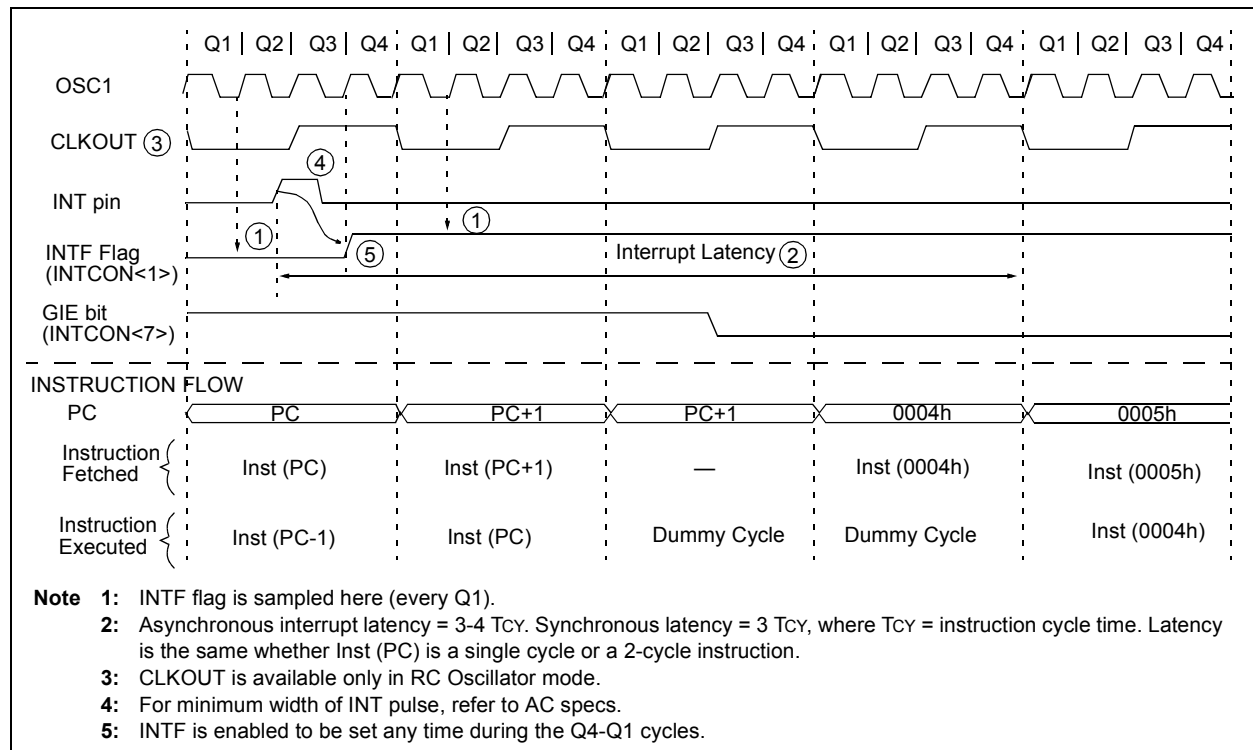 Q1 | Q2 | Q3 | Q4 Q1 | Q2 | Q3 | Q4 Q1 | Q2 | Q3 | Q4 Q1 | Q2 | Q3 | Q4 Q1 | Q2 | Q3 | Q4
OSC1
CLKOUT ③
④
INT pin
① ①
INTF Flag
(INTCON<1>)
⑤
Interrupt Latency ②
GIE bit
(INTCON<7>)
INSTRUCTION FLOW
PC PC PC+1 PC+1 0004h 0005h
Instruction
Fetched
Inst (PC) Inst (PC+1) — Inst (0004h) Inst (0005h)
Instruction
Executed
Inst (PC-1) Inst (PC) Dummy Cycle Dummy Cycle Inst (0004h)
Note 1: INTF flag is sampled here (every Q1).
2: Asynchronous interrupt latency = 3-4 TCY. Synchronous latency = 3 TCY, where TCY = instruction cycle time. Latency
is the same whether Inst (PC) is a single cycle or a 2-cycle instruction.
3: CLKOUT is available only in RC Oscillator mode.
4: For minimum width of INT pulse, refer to AC specs.
5: INTF is enabled to be set any time during the Q4-Q1 cycles.